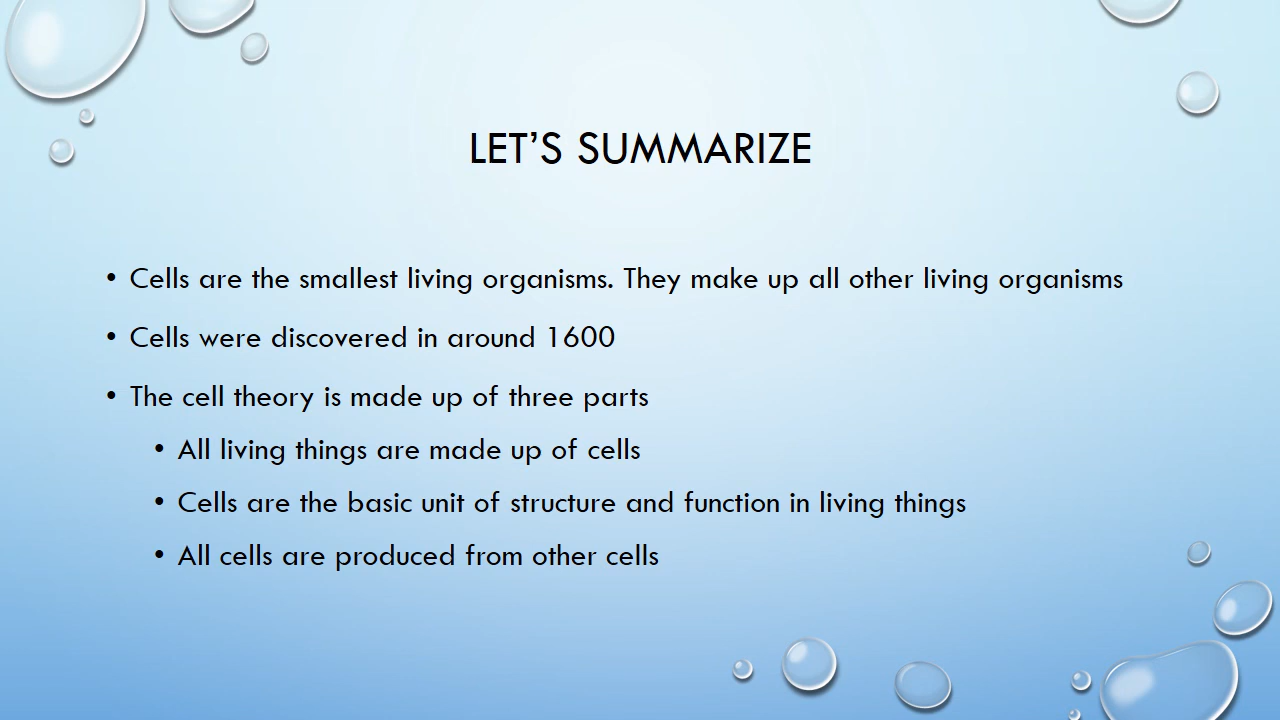 LET’S SUMMARIZE
• Cells are the smallest living organisms. They make up all other living organisms
• Cells were discovered in around 1600
• The cell theory is made up of three parts
• All living things are made up of cells
• Cells are the basic unit of structure and function in living things
• All cells are produced from other cells